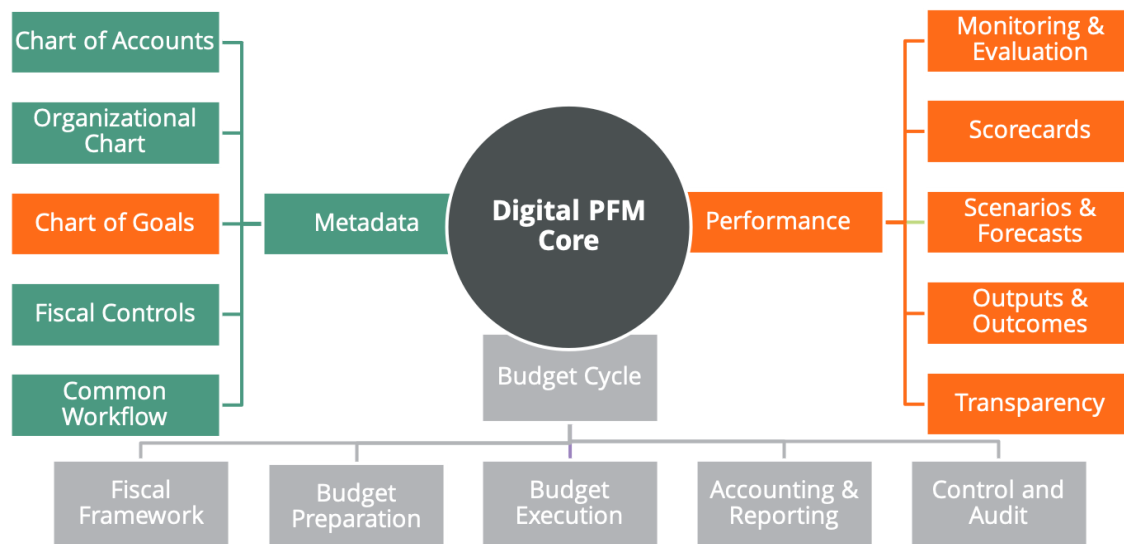 Chart of Accounts
Organizational
Chart
Chart of Goals
Fiscal Controls
Common
Workflow
Metadata
Digital PFM
Core
Performance
Monitoring &
Evaluation
Scorecards
Scenarios &
Forecasts
Outputs &
Outcomes
Transparency
Budget Cycle
Fiscal
Framework
Budget
Preparation
Budget
Execution
Accounting &
Reporting
Control and
Audit